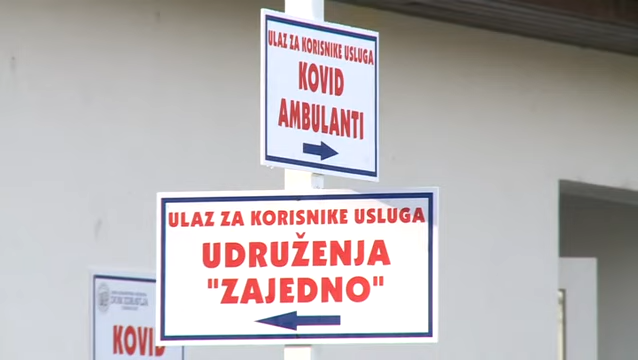 ULAZ ZA KORISNIKE USLUGA
KOVID
AMBULANTI
ULAZ ZA KORISNIKE USLUGA
UDRUŽENJA
"ZAJEDNO"
KOVID